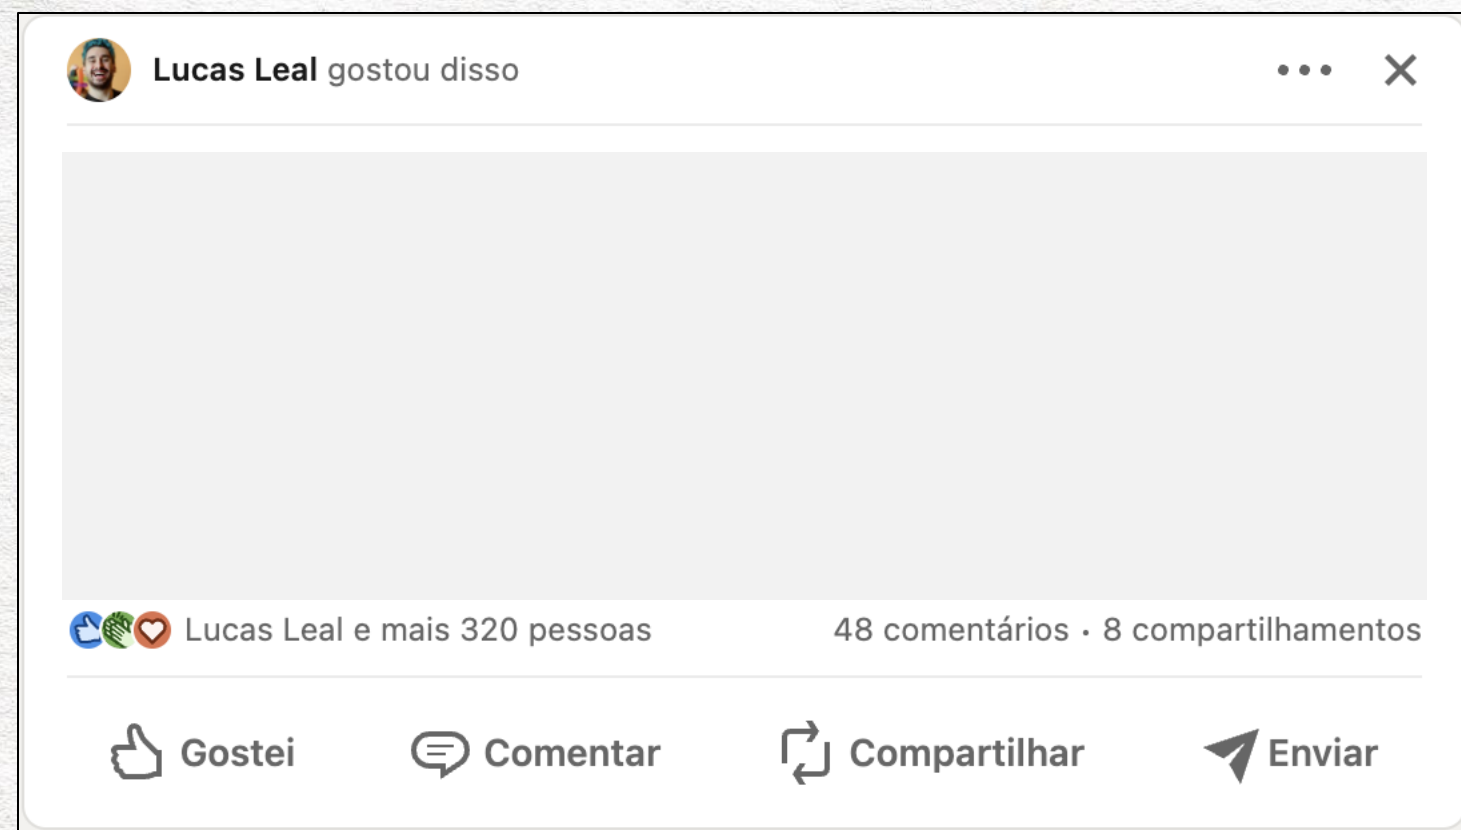 Lucas Leal gostou disso
Lucas Leal e mais 320 pessoas
48 comentários • 8 compartilhamentos
Gostei
Comentar
Compartilhar
Enviar